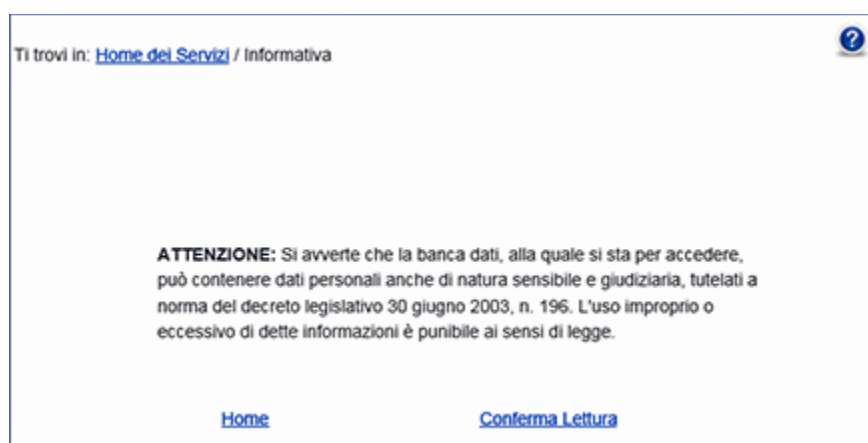 Ti trovi in: Home dei Servizi / Informativa
?
ATTENZIONE: Si avverte che la banca dati, alla quale si sta per accedere,
può contenere dati personali anche di natura sensibile e giudiziaria, tutelati a
norma del decreto legislativo 30 giugno 2003, n. 196. L'uso improprio o
eccessivo di dette informazioni è punibile ai sensi di legge.
Home Conferma Lettura